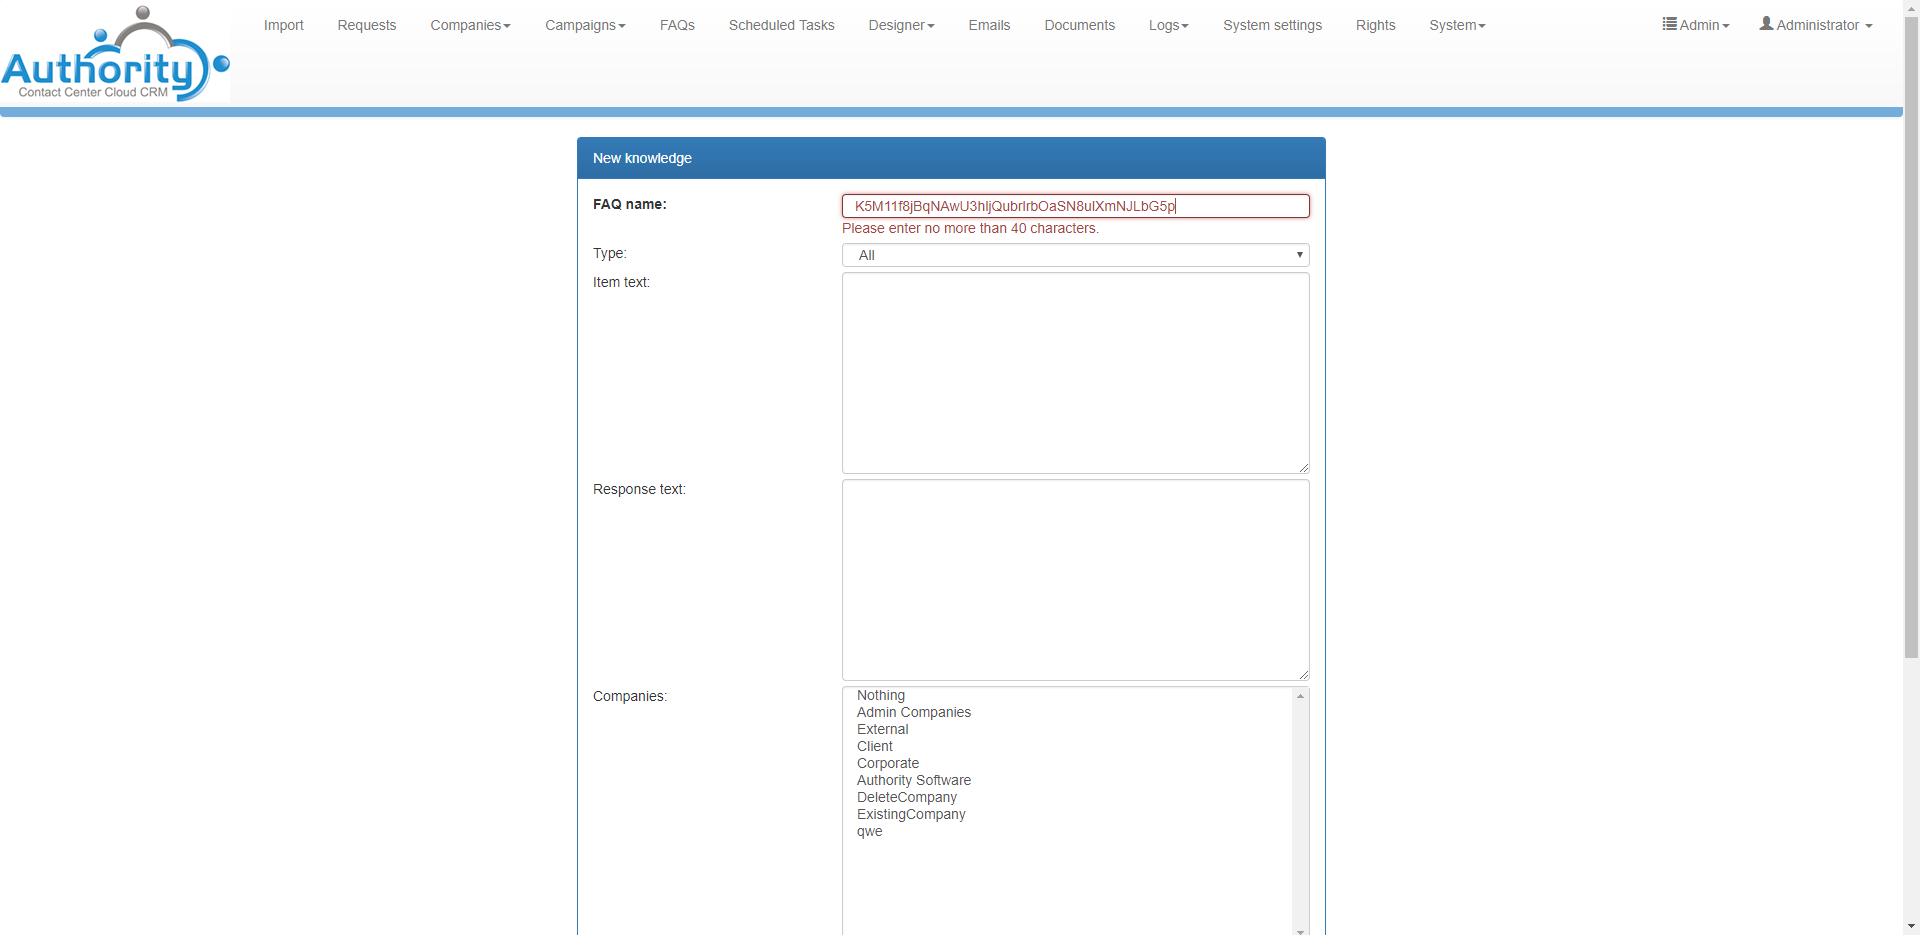 Authority
Contact Center Cloud CRM
Import Requests Companies Campaigns FAQs Scheduled Tasks Designer Emails Documents Logs System settings Rights System Admin Administrator
New knowledge
FAQ name: K5M11f8jBqNAwU3hIjQubrIrbOaSN8uIXmNJLbG5p
Please enter no more than 40 characters.
Type: All
Item text:
Response text:
Companies: Nothing
Admin Companies
External
Client
Corporate
Authority Software
DeleteCompany
ExistingCompany
qwe